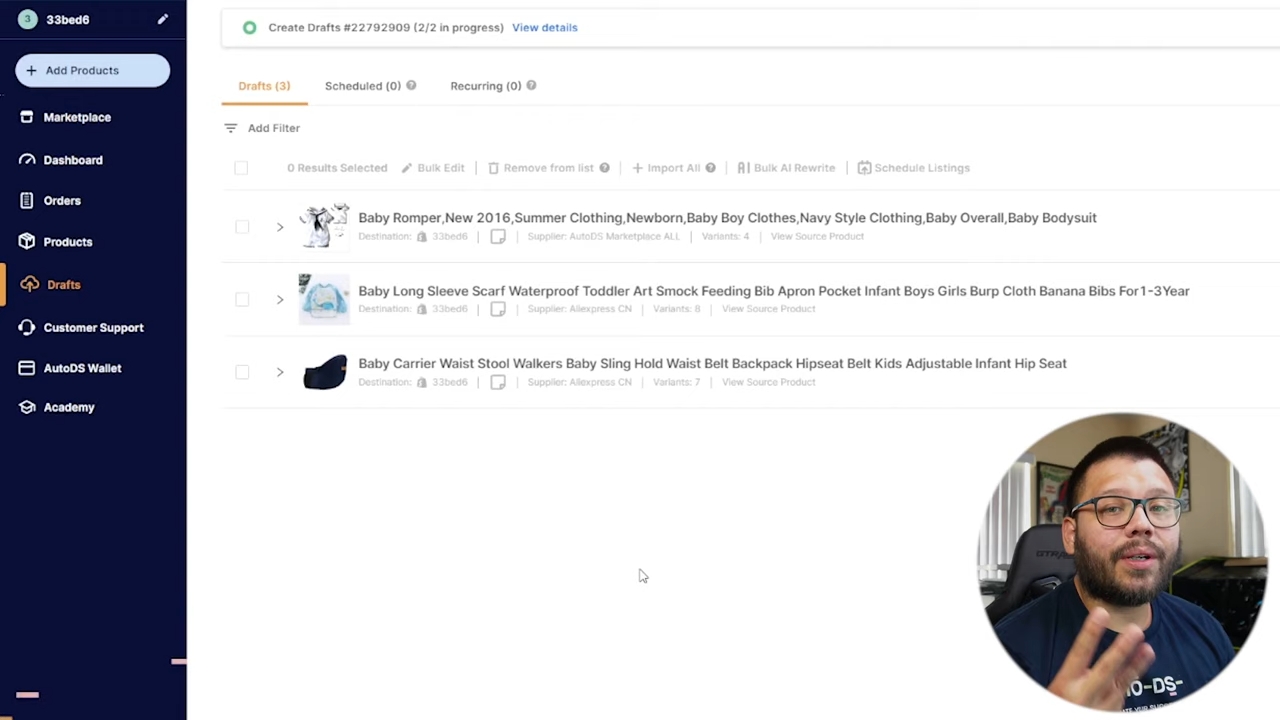 3 33bed6
+ Add Products
Marketplace
Dashboard
Orders
Products
Drafts
Customer Support
AutoDS Wallet
Academy
Create Drafts #22792909 (2/2 in progress) View details
Drafts (3) Scheduled (0) ? Recurring (0) ?
Add Filter
0 Results Selected Bulk Edit Remove from list ? + Import All ? AI Bulk AI Rewrite Schedule Listings
Baby Romper,New 2016,Summer Clothing,Newborn,Baby Boy Clothes,Navy Style Clothing,Baby Overall,Baby Bodysuit
Destination: 33bed6 | Supplier: AutoDS Marketplace ALL | Variants: 4 | View Source Product
Baby Long Sleeve Scarf Waterproof Toddler Art Smock Feeding Bib Apron Pocket Infant Boys Girls Burp Cloth Banana Bibs For1-3Year
Destination: 33bed6 | Supplier: Aliexpress CN | Variants: 8 | View Source Product
Baby Carrier Waist Stool Walkers Baby Sling Hold Waist Belt Backpack Hipseat Belt Kids Adjustable Infant Hip Seat
Destination: 33bed6 | Supplier: Aliexpress CN | Variants: 7 | View Source Product